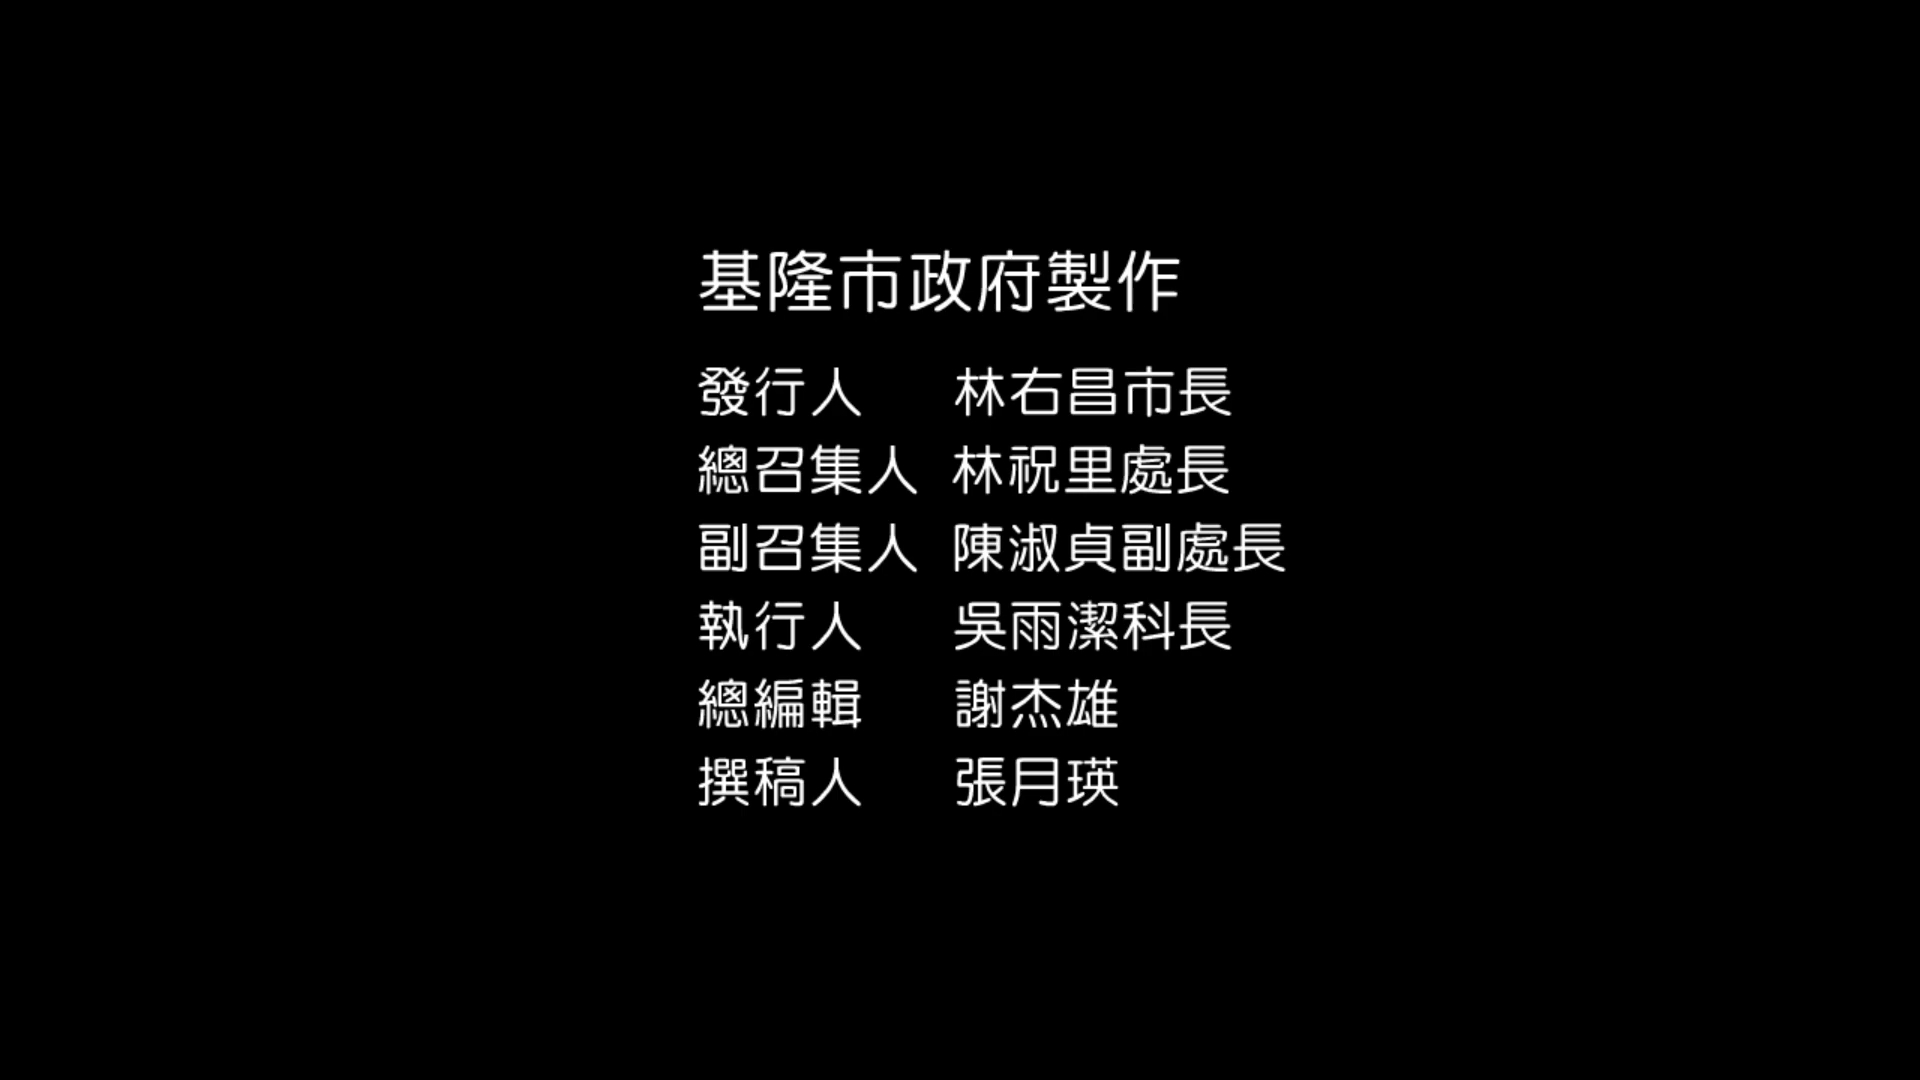 基隆市政府製作
發行人 林右昌市長
總召集人 林祝里處長
副召集人 陳淑貞副處長
執行人 吳雨潔科長
總編輯 謝杰雄
撰稿人 張月瑛